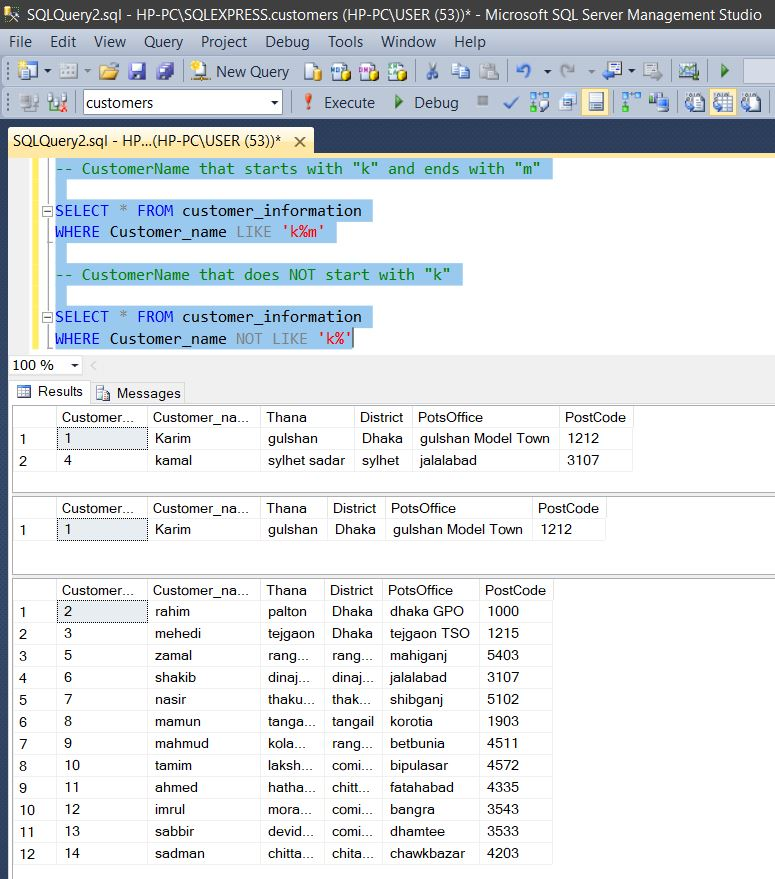 SQLQuery2.sql - HP-PC\SQLEXPRESS.customers (HP-PC\USER (53))* - Microsoft SQL Server Management Studio
File Edit View Query Project Debug Tools Window Help
New Query
customers Execute Debug
SQLQuery2.sql - HP...(HP-PC\USER (53))*
-- CustomerName that starts with "k" and ends with "m"
SELECT * FROM customer_information
WHERE Customer_name LIKE 'k%m'
-- CustomerName that does NOT start with "k"
SELECT * FROM customer_information
WHERE Customer_name NOT LIKE 'k%'
100 %
Results Messages
Customer... Customer_na... Thana District PotsOffice PostCode
1 1 Karim gulshan Dhaka gulshan Model Town 1212
2 4 kamal sylhet sadar sylhet jalalabad 3107
Customer... Customer_na... Thana District PotsOffice PostCode
1 1 Karim gulshan Dhaka gulshan Model Town 1212
Customer... Customer_na... Thana District PotsOffice PostCode
1 2 rahim palton Dhaka dhaka GPO 1000
2 3 mehedi tejgaon Dhaka tejgaon TSO 1215
3 5 zamal rang... rang... mahiganj 5403
4 6 shakib dinaj... dinaj... jalalabad 3107
5 7 nasir thaku... thak... shibganj 5102
6 8 mamun tanga... tangail korotia 1903
7 9 mahmud kola... rang... betbunia 4511
8 10 tamim laksh... comi... bipulasar 4572
9 11 ahmed hatha... chitt... fatahabad 4335
10 12 imrul mora... comi... bangra 3543
11 13 sabbir devid... comi... dhamtee 3533
12 14 sadman chitta... chita... chawkbazar 4203